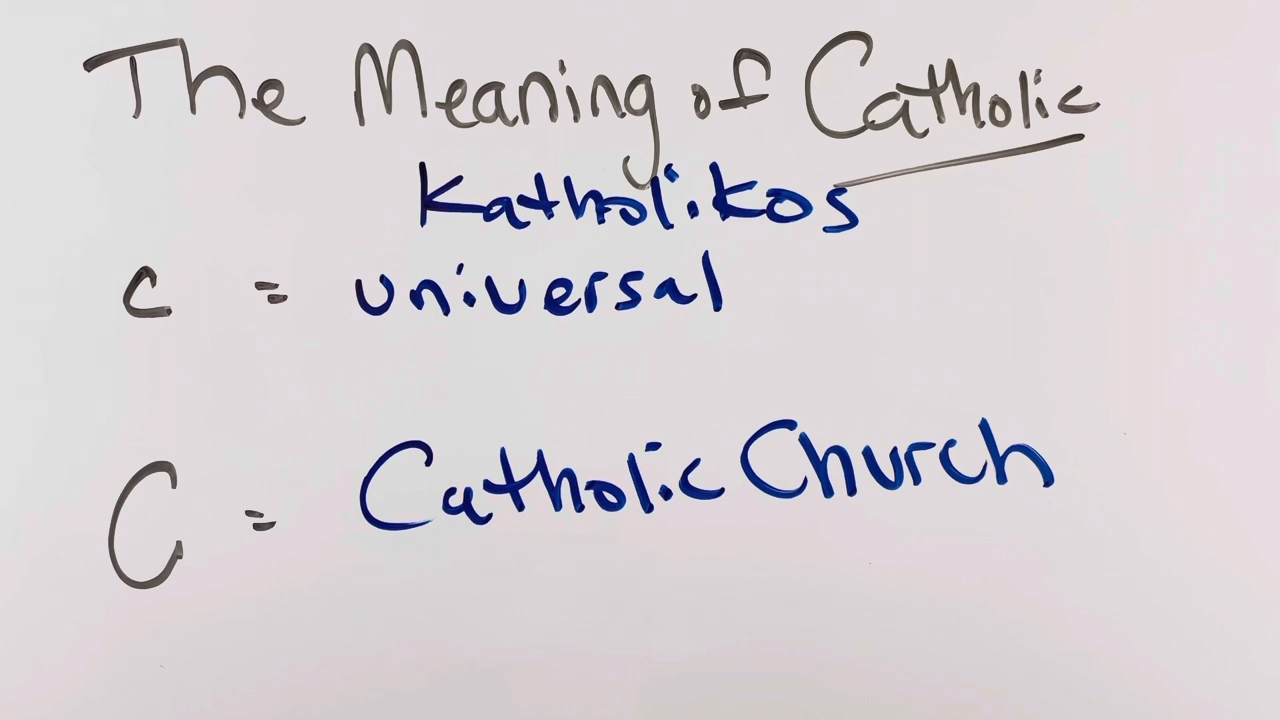 The Meaning of Catholic
Katholikos
c = universal
C = Catholic Church